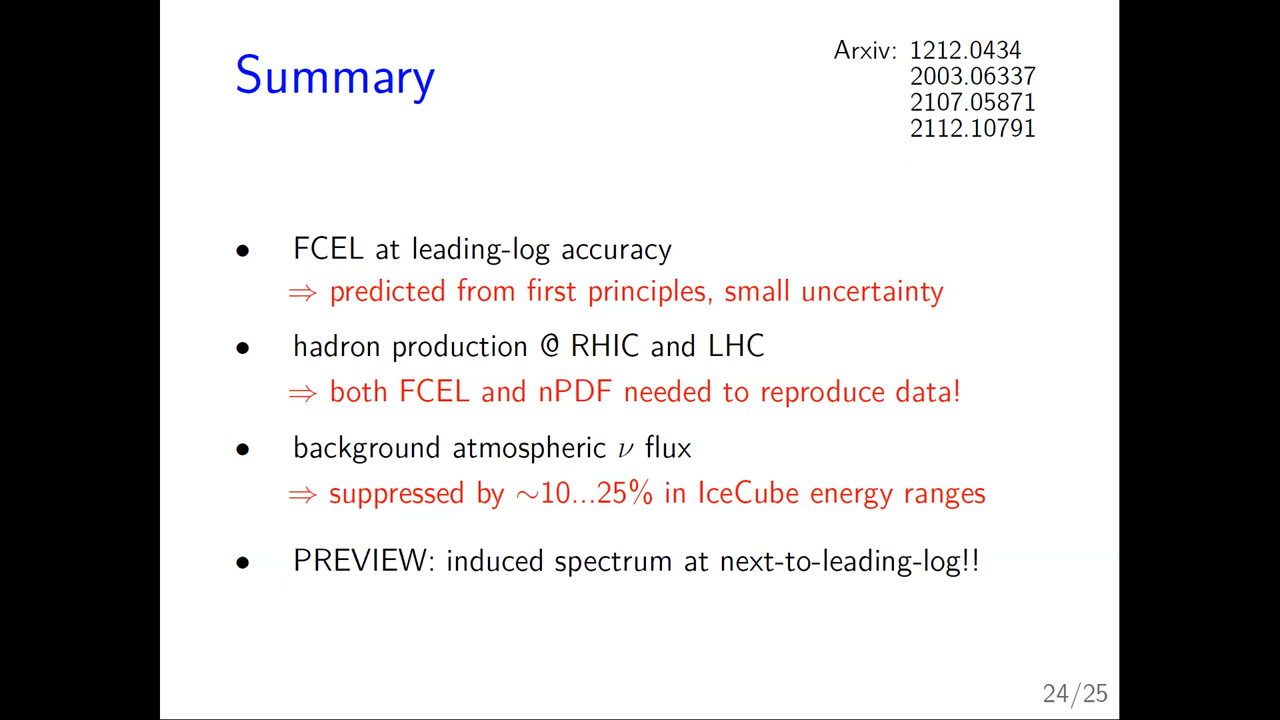 Summary
Arxiv: 1212.0434
2003.06337
2107.05871
2112.10791
• FCEL at leading-log accuracy
⇒ predicted from first principles, small uncertainty
• hadron production @ RHIC and LHC
⇒ both FCEL and nPDF needed to reproduce data!
• background atmospheric ν flux
⇒ suppressed by ∼10...25% in IceCube energy ranges
• PREVIEW: induced spectrum at next-to-leading-log!!
24/25